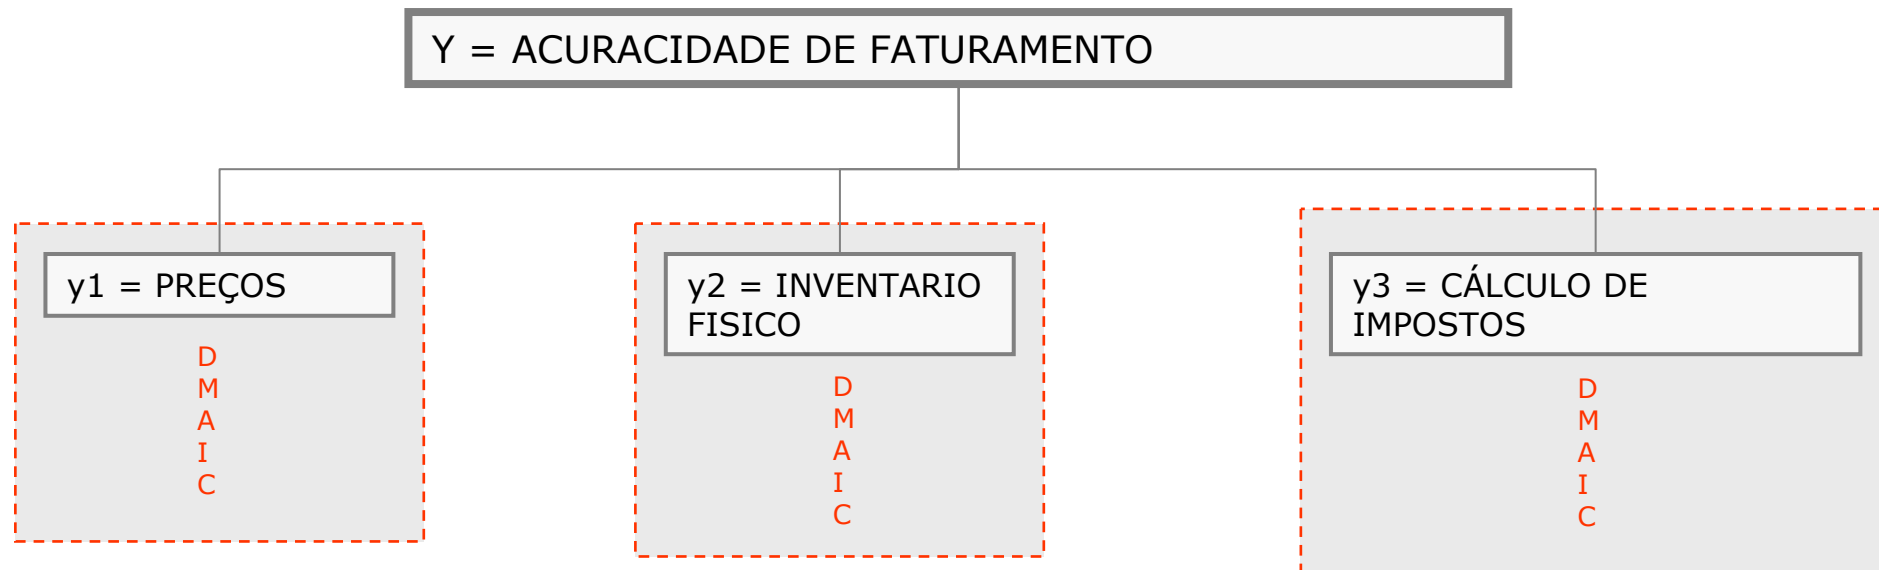 Y = ACURACIDADE DE FATURAMENTO
y1 = PREÇOS
D
M
A
I
C
y2 = INVENTARIO
FISICO
D
M
A
I
C
y3 = CÁLCULO DE
IMPOSTOS
D
M
A
I
C